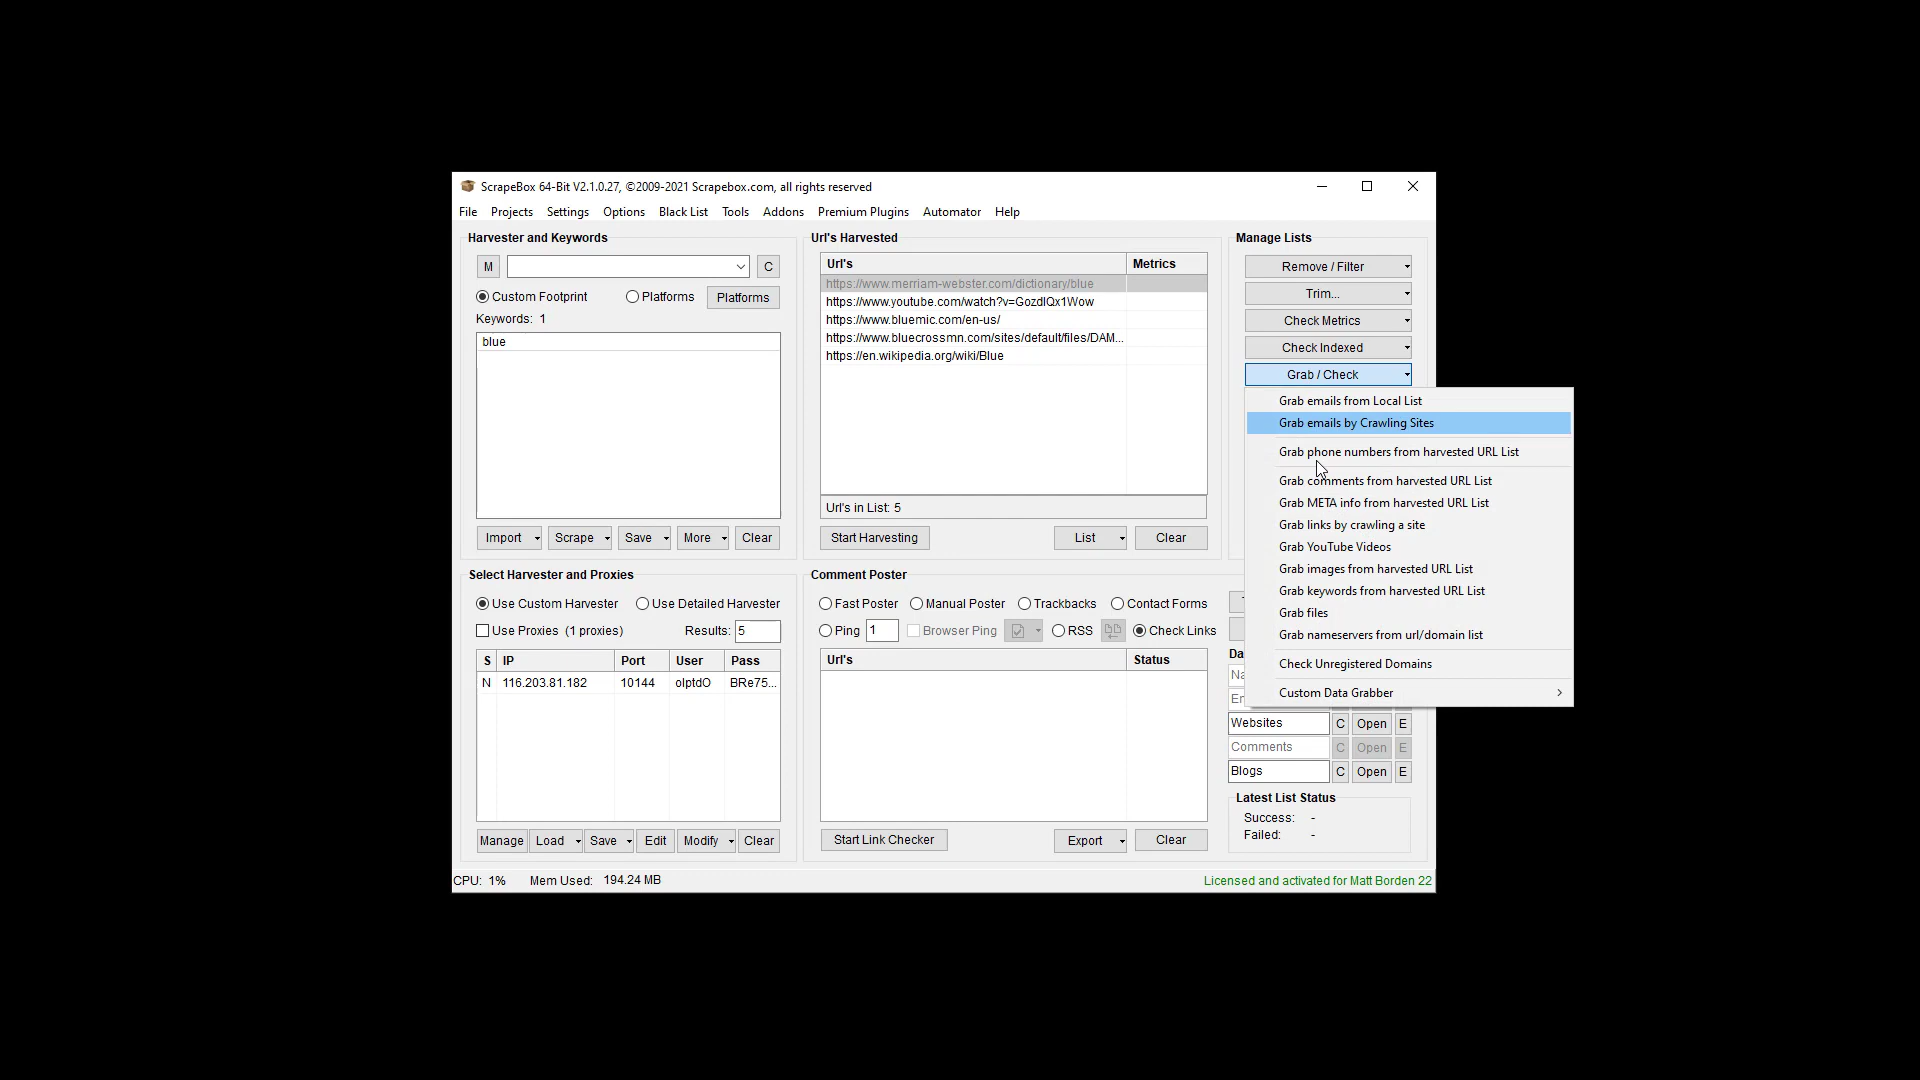 ScrapeBox 64-Bit V2.1.0.27, ©2009-2021 Scrapebox.com, all rights reserved
File Projects Settings Options Black List Tools Addons Premium Plugins Automator Help
Harvester and Keywords
M
C
Custom Footprint Platforms Platforms
Keywords: 1
blue
Import Scrape Save More Clear
Url's Harvested
Url's Metrics
https://www.merriam-webster.com/dictionary/blue
https://www.youtube.com/watch?v=GozdlQx1Wow
https://www.bluemic.com/en-us/
https://www.bluecrossmn.com/sites/default/files/DAM...
https://en.wikipedia.org/wiki/Blue
Url's in List: 5
Start Harvesting List Clear
Manage Lists
Remove / Filter
Trim...
Check Metrics
Check Indexed
Grab / Check
Grab emails from Local List
Grab emails by Crawling Sites
Grab phone numbers from harvested URL List
Grab comments from harvested URL List
Grab META info from harvested URL List
Grab links by crawling a site
Grab YouTube Videos
Grab images from harvested URL List
Grab keywords from harvested URL List
Grab files
Grab nameservers from url/domain list
Check Unregistered Domains
Custom Data Grabber
Select Harvester and Proxies
Use Custom Harvester Use Detailed Harvester
Use Proxies (1 proxies) Results: 5
S IP Port User Pass
N 116.203.81.182 10144 BRe75...
Manage Load Save Edit Modify Clear
Comment Poster
Fast Poster Manual Poster Trackbacks Contact Forms
Ping 1 Browser Ping RSS Check Links
Url's Status
Start Link Checker Export Clear
Da
Na
Websites C Open E
Comments C Open E
Blogs C Open E
Latest List Status
Success: -
Failed: -
CPU: 1% Mem Used: 194.24 MB
Licensed and activated for Matt Borden 22